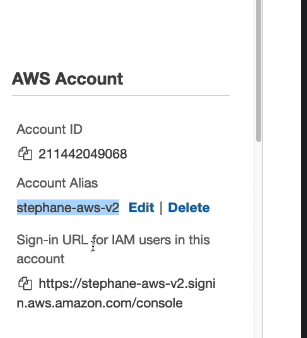 AWS Account
Account ID
211442049068
Account Alias
stephane-aws-v2 Edit | Delete
Sign-in URL for IAM users in this
account
https://stephane-aws-v2.signi
n.aws.amazon.com/console